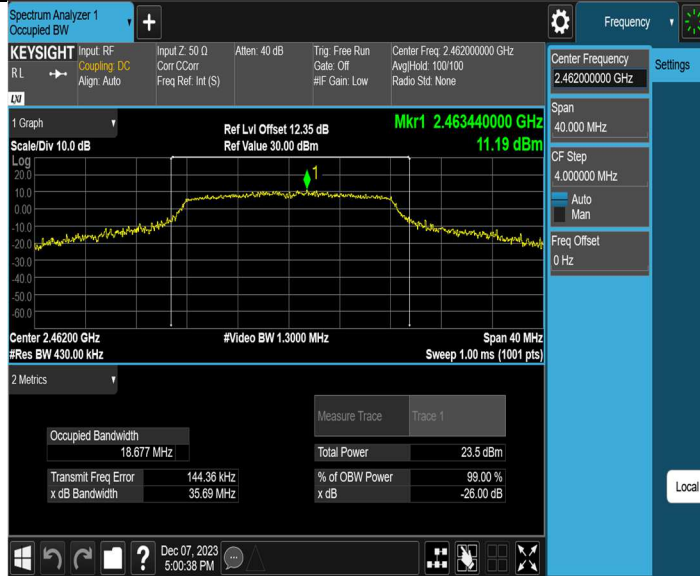 Spectrum Analyzer 1
Occupied BW
Frequency
KEYSIGHT
RL
LXI
Input: RF
Coupling: DC
Align: Auto
Input Z: 50 Ω
Corr CCorr
Freq Ref: Int (S)
Atten: 40 dB
Trig: Free Run
Gate: Off
#IF Gain: Low
Center Freq: 2.462000000 GHz
Avg|Hold: 100/100
Radio Std: None
Center Frequency
2.462000000 GHz
Settings
Span
40.000 MHz
CF Step
4.000000 MHz
Auto
Man
Freq Offset
0 Hz
Local
1 Graph
Scale/Div 10.0 dB
Ref Lvl Offset 12.35 dB
Ref Value 30.00 dBm
Mkr1 2.463440000 GHz
11.19 dBm
Log
20.0
10.0
0.00
-10.0
-20.0
-30.0
-40.0
-50.0
-60.0
1
Center 2.46200 GHz
#Res BW 430.00 kHz
#Video BW 1.3000 MHz
Span 40 MHz
Sweep 1.00 ms (1001 pts)
2 Metrics
Measure Trace Trace 1
Occupied Bandwidth
18.677 MHz
Total Power 23.5 dBm
Transmit Freq Error 144.36 kHz
% of OBW Power 99.00 %
x dB Bandwidth 35.69 MHz
x dB -26.00 dB
Dec 07, 2023
5:00:38 PM